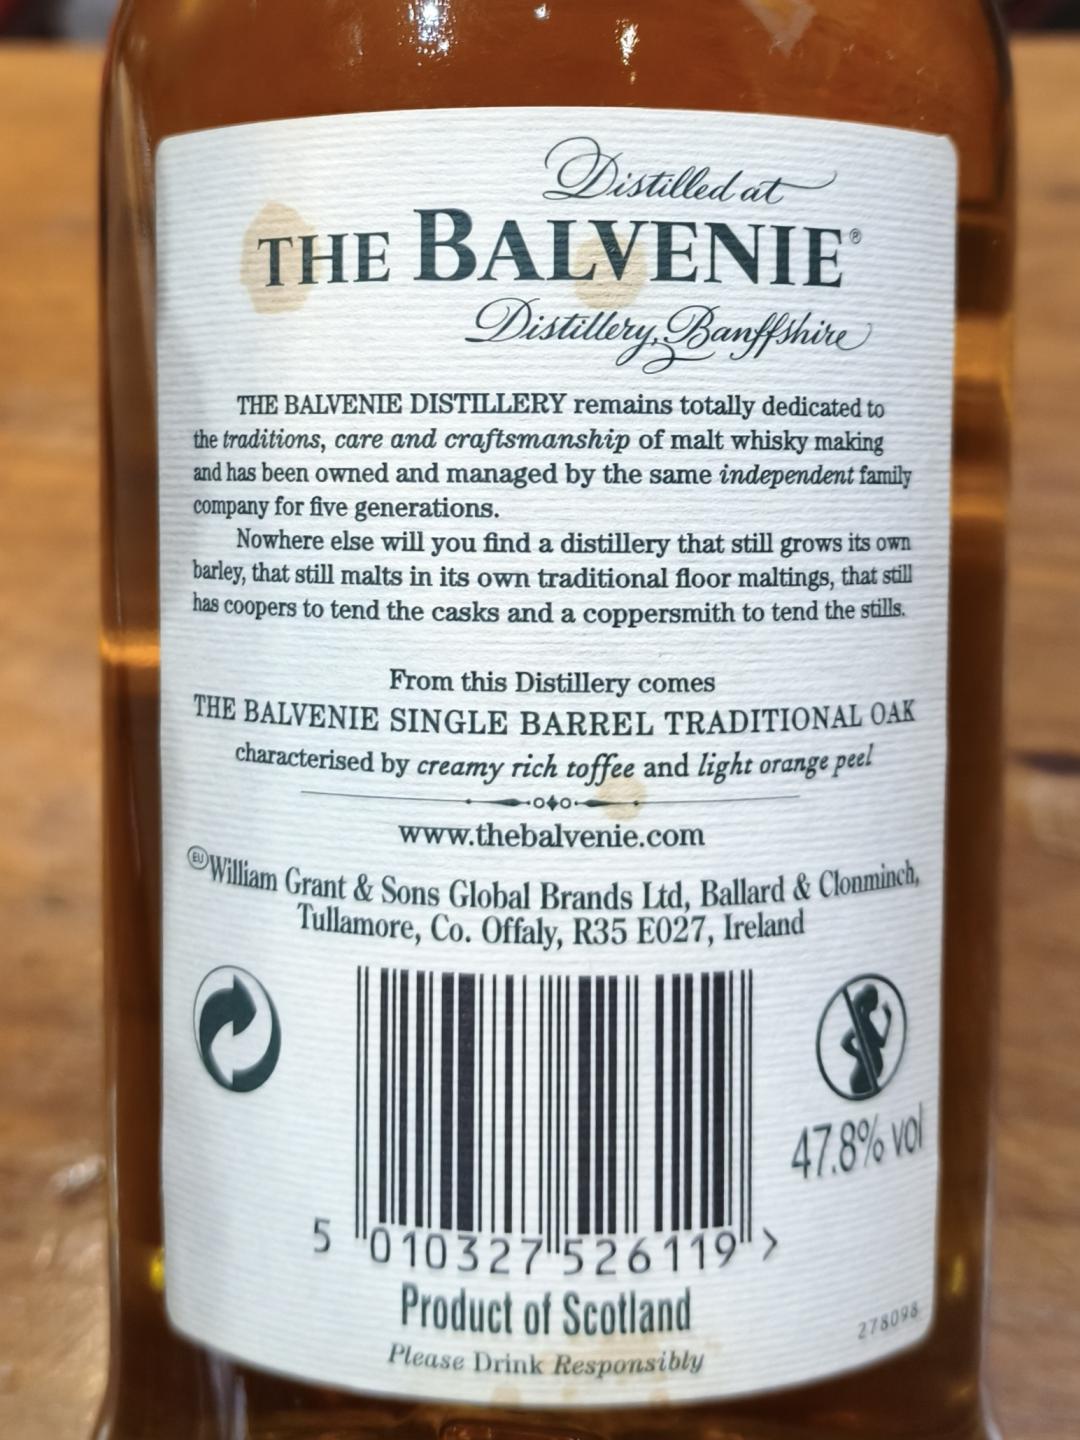 Distilled at
THE BALVENIE®
Distillery, Banffshire
THE BALVENIE DISTILLERY remains totally dedicated to
the traditions, care and craftsmanship of malt whisky making
and has been owned and managed by the same independent family
company for five generations.
Nowhere else will you find a distillery that still grows its own
barley, that still malts in its own traditional floor maltings, that still
has coopers to tend the casks and a coppersmith to tend the stills.
From this Distillery comes
THE BALVENIE SINGLE BARREL TRADITIONAL OAK
characterised by creamy rich toffee and light orange peel
www.thebalvenie.com
EU William Grant & Sons Global Brands Ltd, Ballard & Clonminch,
Tullamore, Co. Offaly, R35 E027, Ireland
47.8% vol
5 010327 526119 >
Product of Scotland
278098
Please Drink Responsibly